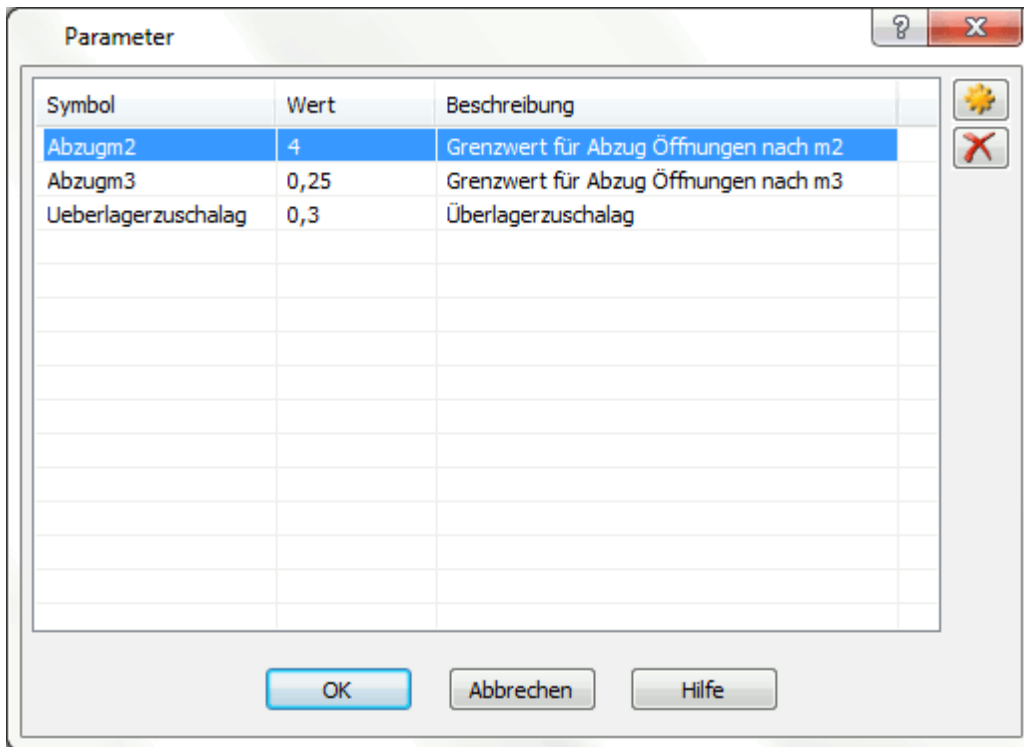 Parameter
Symbol Wert Beschreibung
Abzugm2 4 Grenzwert für Abzug Öffnungen nach m2
Abzugm3 0,25 Grenzwert für Abzug Öffnungen nach m3
Ueberlagerzuschalag 0,3 Überlagerzuschalag
OK Abbrechen Hilfe